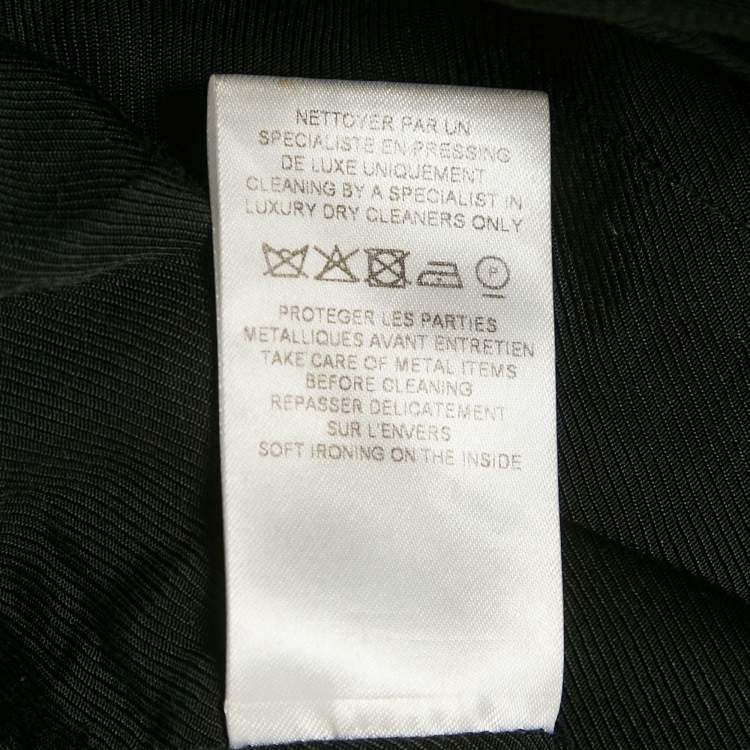 NETTOYER PAR UN
SPECIALISTE EN PRESSING
DE LUXE UNIQUEMENT
CLEANING BY A SPECIALIST IN
LUXURY DRY CLEANERS ONLY
P
PROTEGER LES PARTIES
METALLIQUES AVANT ENTRETIEN
TAKE CARE OF METAL ITEMS
BEFORE CLEANING
REPASSER DELICATEMENT
SUR L'ENVERS
SOFT IRONING ON THE INSIDE